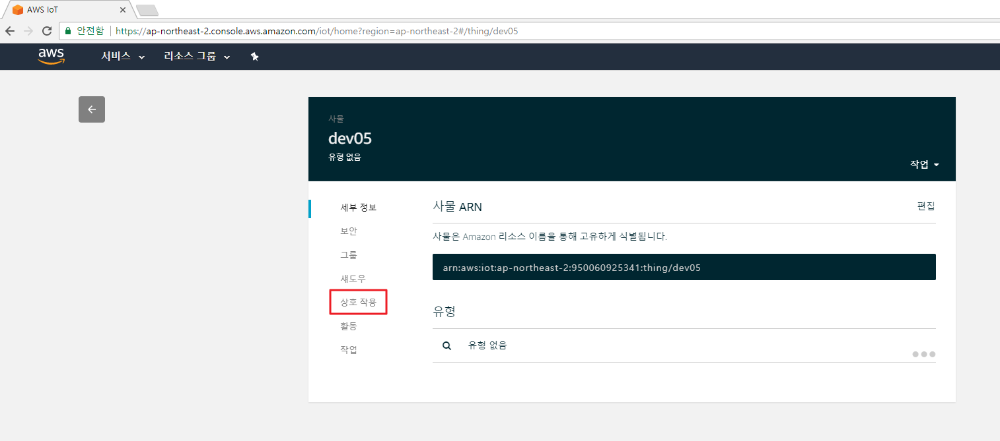 AWS IoT
안전함 https://ap-northeast-2.console.aws.amazon.com/iot/home?region=ap-northeast-2#/thing/dev05
aws 서비스 리소스 그룹
사물
dev05
유형 없음
작업
세부 정보
보안
그룹
섀도우
상호 작용
활동
작업
사물 ARN 편집
사물은 Amazon 리소스 이름을 통해 고유하게 식별됩니다.
arn:aws:iot:ap-northeast-2:950060925341:thing/dev05
유형
유형 없음